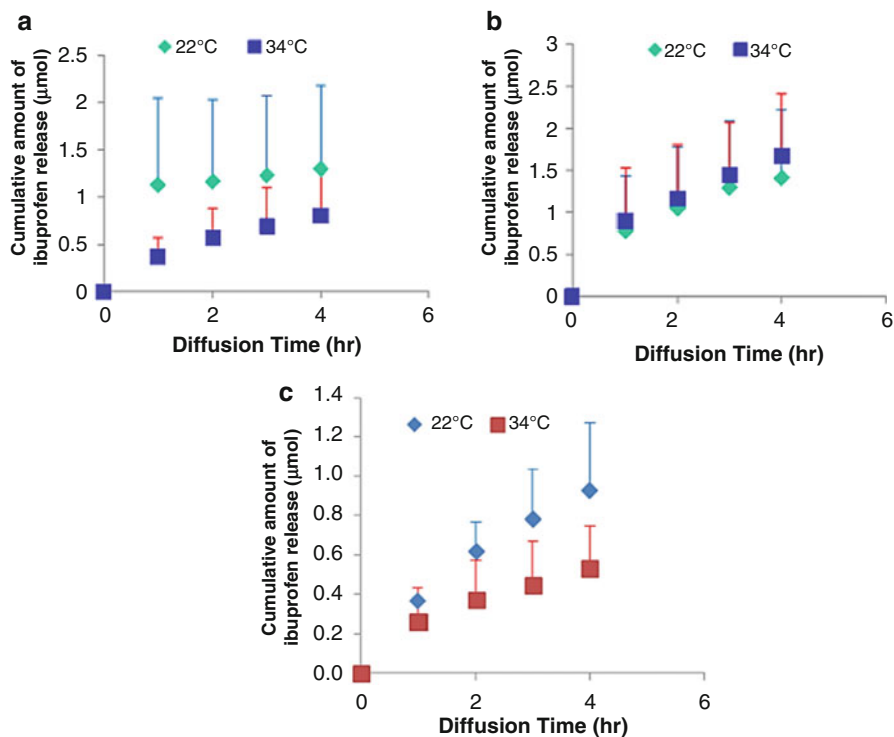 a
22°C 34°C
Cumulative amount of
ibuprofen release (μmol)
2.5
2
1.5
1
0.5
0
0 2 4 6
Diffusion Time (hr)
b
22°C 34°C
Cumulative amount of
ibuprofen release (μmol)
3
2.5
2
1.5
1
0.5
0
0 2 4 6
Diffusion Time (hr)
c
22°C 34°C
Cumulative amount of
ibuprofen release (μmol)
1.4
1.2
1.0
0.8
0.6
0.4
0.2
0.0
0 2 4 6
Diffusion Time (hr)